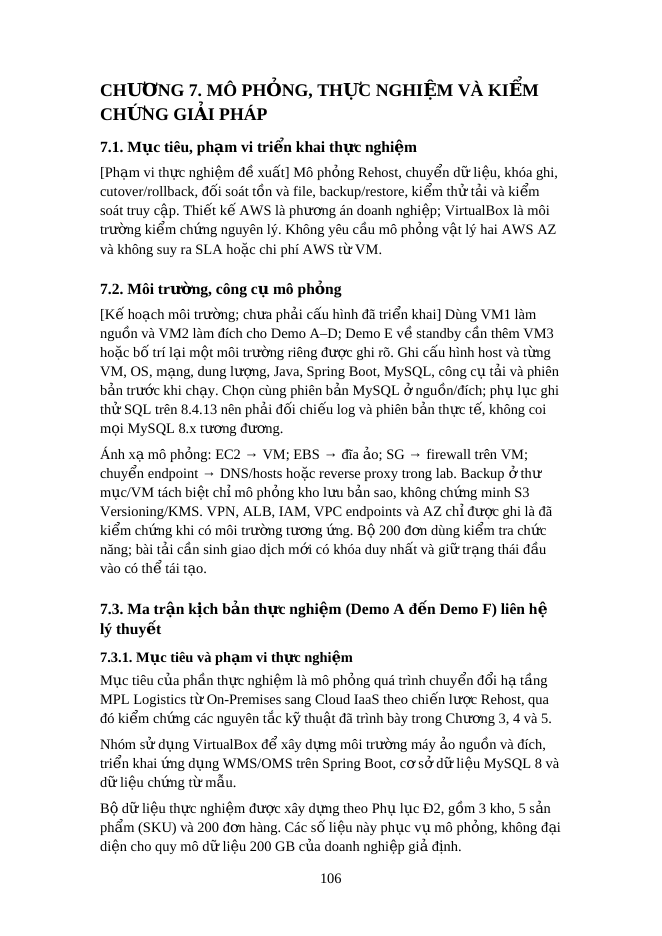 CHƯƠNG 7. MÔ PHỎNG, THỰC NGHIỆM VÀ KIỂM
CHỨNG GIẢI PHÁP
7.1. Mục tiêu, phạm vi triển khai thực nghiệm
[Phạm vi thực nghiệm đề xuất] Mô phỏng Rehost, chuyển dữ liệu, khóa ghi,
cutover/rollback, đối soát tồn và file, backup/restore, kiểm thử tải và kiểm
soát truy cập. Thiết kế AWS là phương án doanh nghiệp; VirtualBox là môi
trường kiểm chứng nguyên lý. Không yêu cầu mô phỏng vật lý hai AWS AZ
và không suy ra SLA hoặc chi phí AWS từ VM.
7.2. Môi trường, công cụ mô phỏng
[Kế hoạch môi trường; chưa phải cấu hình đã triển khai] Dùng VM1 làm
nguồn và VM2 làm đích cho Demo A–D; Demo E về standby cần thêm VM3
hoặc bố trí lại một môi trường riêng được ghi rõ. Ghi cấu hình host và từng
VM, OS, mạng, dung lượng, Java, Spring Boot, MySQL, công cụ tải và phiên
bản trước khi chạy. Chọn cùng phiên bản MySQL ở nguồn/đích; phụ lục ghi
thử SQL trên 8.4.13 nên phải đối chiếu log và phiên bản thực tế, không coi
mọi MySQL 8.x tương đương.
Ánh xạ mô phỏng: EC2 → VM; EBS → đĩa ảo; SG → firewall trên VM;
chuyển endpoint → DNS/hosts hoặc reverse proxy trong lab. Backup ở thư
mục/VM tách biệt chỉ mô phỏng kho lưu bản sao, không chứng minh S3
Versioning/KMS. VPN, ALB, IAM, VPC endpoints và AZ chỉ được ghi là đã
kiểm chứng khi có môi trường tương ứng. Bộ 200 đơn dùng kiểm tra chức
năng; bài tải cần sinh giao dịch mới có khóa duy nhất và giữ trạng thái đầu
vào có thể tái tạo.
7.3. Ma trận kịch bản thực nghiệm (Demo A đến Demo F) liên hệ
lý thuyết
7.3.1. Mục tiêu và phạm vi thực nghiệm
Mục tiêu của phần thực nghiệm là mô phỏng quá trình chuyển đổi hạ tầng
MPL Logistics từ On-Premises sang Cloud IaaS theo chiến lược Rehost, qua
đó kiểm chứng các nguyên tắc kỹ thuật đã trình bày trong Chương 3, 4 và 5.
Nhóm sử dụng VirtualBox để xây dựng môi trường máy ảo nguồn và đích,
triển khai ứng dụng WMS/OMS trên Spring Boot, cơ sở dữ liệu MySQL 8 và
dữ liệu chứng từ mẫu.
Bộ dữ liệu thực nghiệm được xây dựng theo Phụ lục Đ2, gồm 3 kho, 5 sản
phẩm (SKU) và 200 đơn hàng. Các số liệu này phục vụ mô phỏng, không đại
diện cho quy mô dữ liệu 200 GB của doanh nghiệp giả định.
106